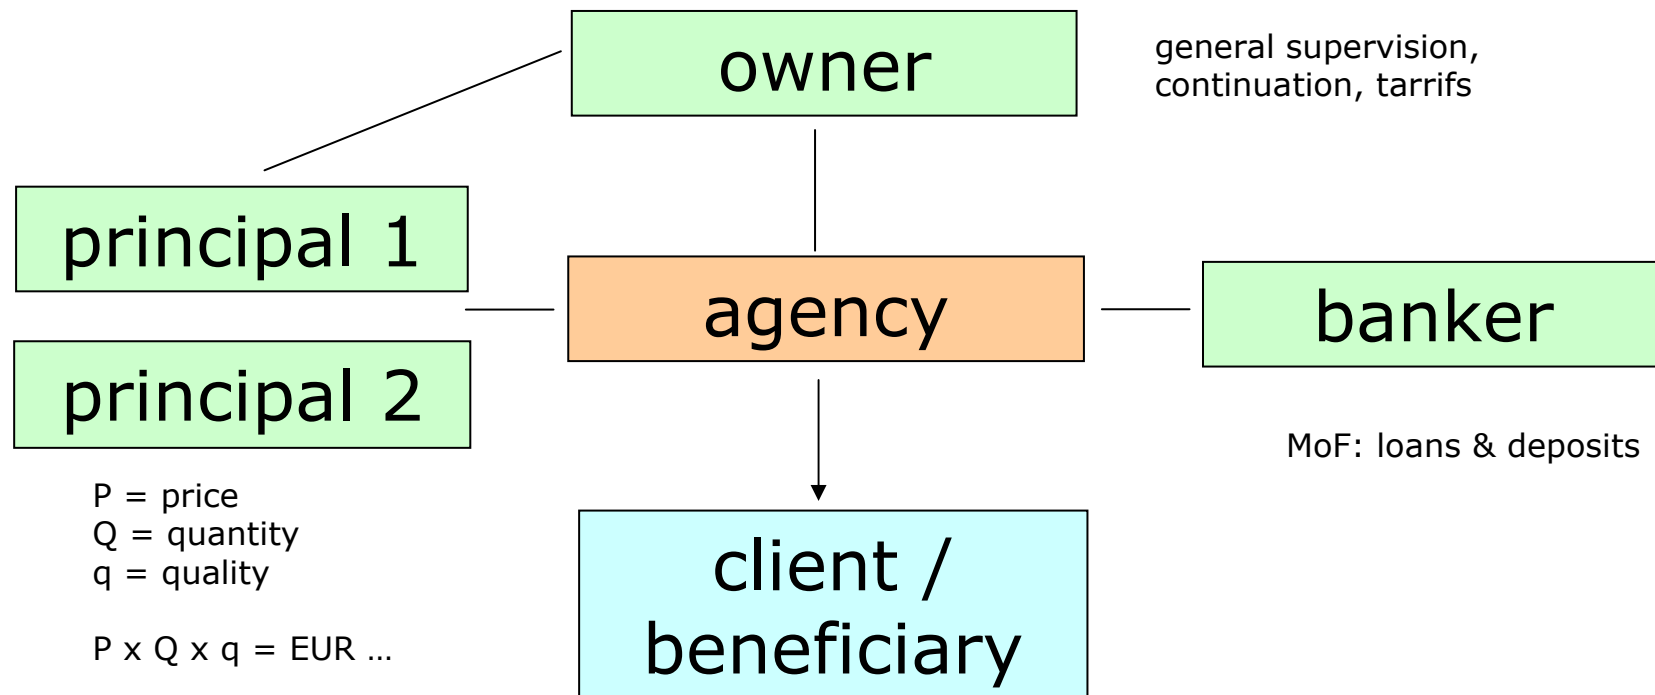 owner
general supervision,
continuation, tarrifs
principal 1
agency
banker
principal 2
MoF: loans & deposits
P = price
Q = quantity
q = quality
P x Q x q = EUR …
client /
beneficiary